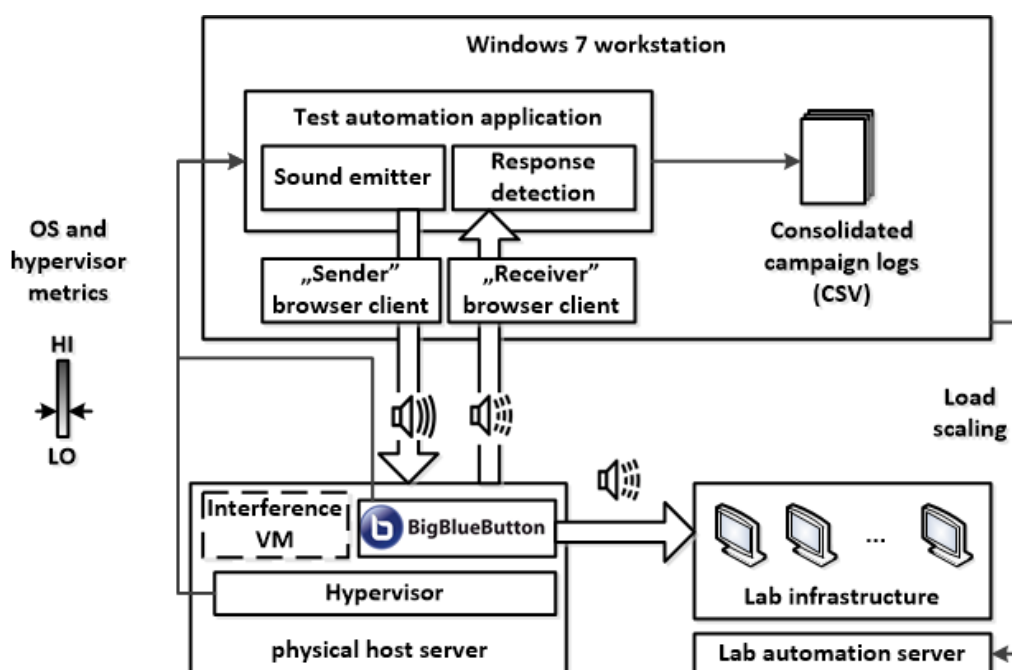 Windows 7 workstation
Test automation application
Sound emitter
Response
detection
Consolidated
campaign logs
(CSV)
„Sender”
browser client
„Receiver”
browser client
OS and
hypervisor
metrics
HI
LO
Load
scaling
Interference
VM
b BigBlueButton
Hypervisor
physical host server
...
Lab infrastructure
Lab automation server